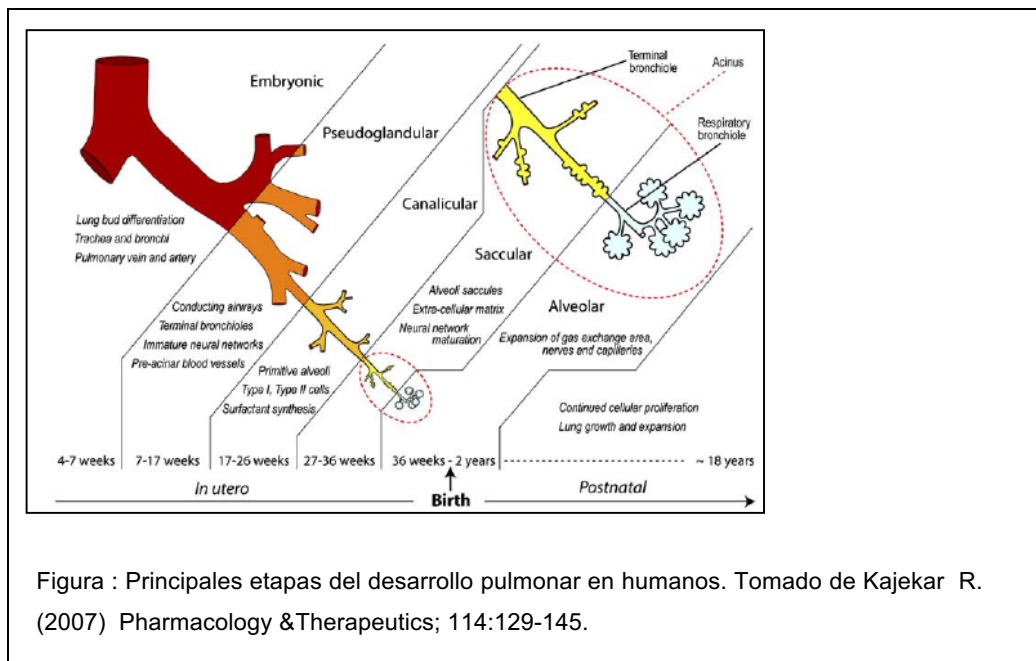 Embryonic
Lung bud differentiation
Trachea and bronchi
Pulmonary vein and artery
Pseudoglandular
Conducting airways
Terminal bronchioles
Immature neural networks
Pre-acinar blood vessels
Canalicular
Primitive alveoli
Type I, Type II cells
Surfactant synthesis
Saccular
Alveoli saccules
Extra-cellular matrix
Neural network
maturation
Alveolar
Expansion of gas exchange area,
nerves and capilleries
Terminal
bronchiole
Acinus
Respiratory
bronchiole
Continued cellular proliferation
Lung growth and expansion
4-7 weeks
7-17 weeks
17-26 weeks
27-36 weeks
36 weeks - 2 years
~ 18 years
In utero
Birth
Postnatal
Figura : Principales etapas del desarrollo pulmonar en humanos. Tomado de Kajekar R.
(2007) Pharmacology &Therapeutics; 114:129-145.